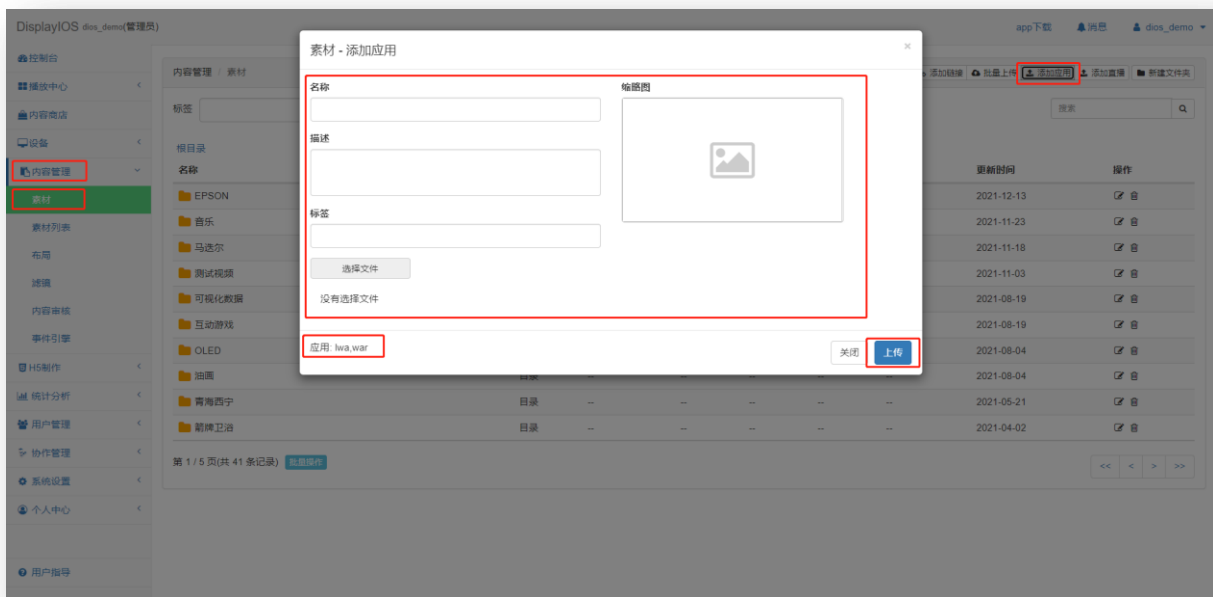 DisplayIOS dios_demo(管理员)
app下载
消息
dios_demo
控制台
播放中心
内容商店
设备
内容管理
素材
素材列表
布局
滤镜
内容审核
事件引擎
H5制作
统计分析
用户管理
协作管理
系统设置
个人中心
用户指导
内容管理 / 素材
添加链接 批量上传 添加应用 添加直播 新建文件夹
标签
搜索
根目录
名称 更新时间 操作
EPSON 2021-12-13
音乐 2021-11-23
马选尔 2021-11-18
测试视频 2021-11-03
可视化数据 2021-08-19
互动游戏 2021-08-19
OLED 2021-08-04
油画 目录 -- -- -- -- -- 2021-08-04
青海西宁 目录 -- -- -- -- -- 2021-05-21
箭牌卫浴 目录 -- -- -- -- -- 2021-04-02
第 1 / 5 页(共 41 条记录) 批量操作
<< < > >>
素材 - 添加应用 ×
名称
缩略图
描述
标签
选择文件
没有选择文件
应用: lwa,war
关闭
上传